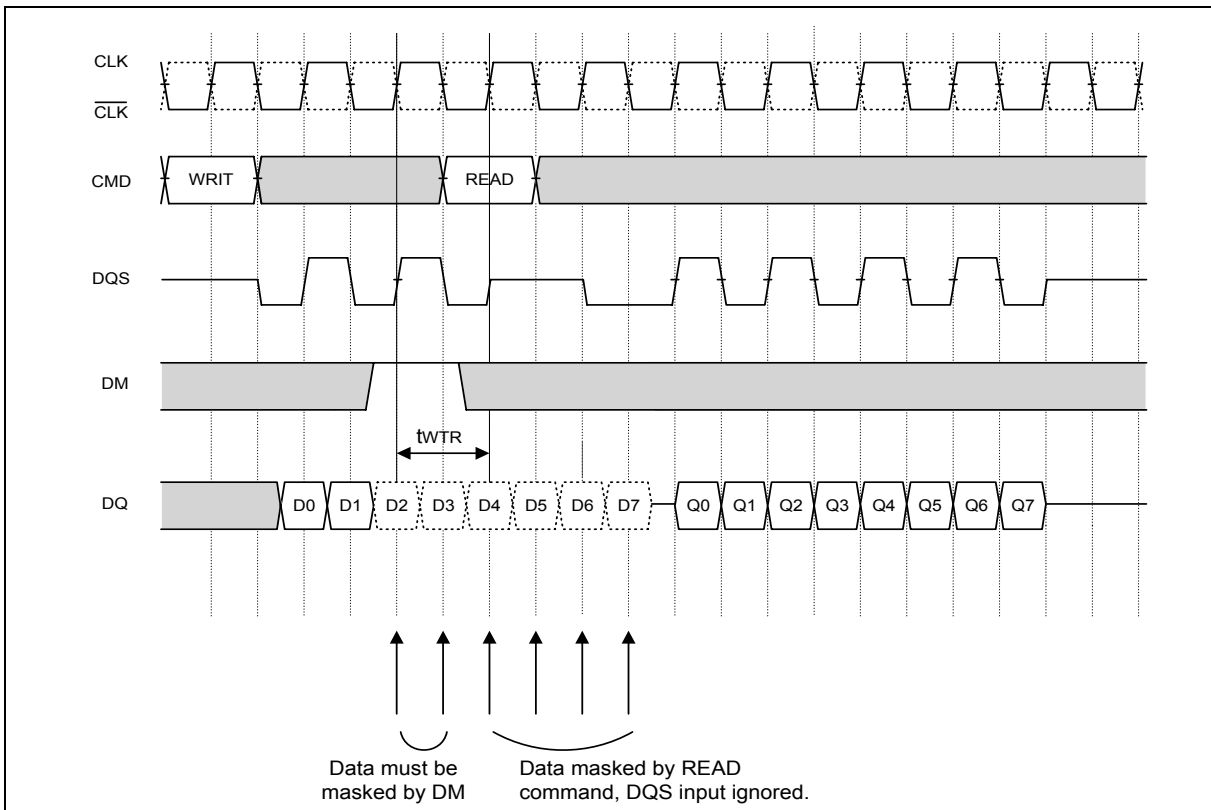 CLK
CLK
CMD
WRIT
READ
DQS
DM
tWTR
DQ
D0 D1 D2 D3 D4 D5 D6 D7 Q0 Q1 Q2 Q3 Q4 Q5 Q6 Q7
Data must be
masked by DM
Data masked by READ
command, DQS input ignored.